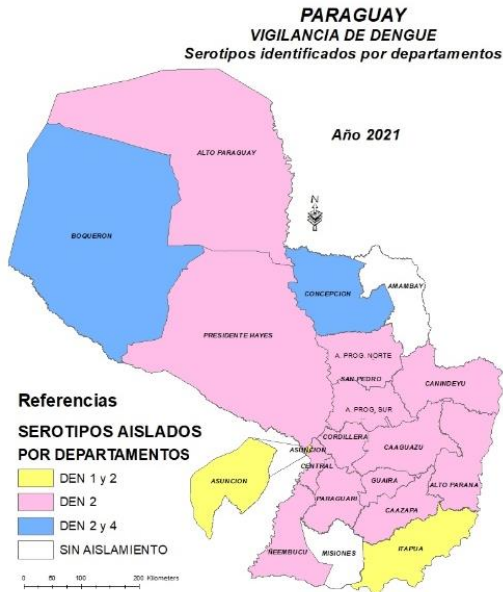 PARAGUAY
VIGILANCIA DE DENGUE
Serotipos identificados por departamentos
Año 2021
ALTO PARAGUAY
N
BOQUERON
CONCEPCION
AMAMBAY
PRESIDENTE HAYES
A. PROG. NORTE
SAN PEDRO
CANINDEYU
A. PROG. SUR
Referencias
SEROTIPOS AISLADOS
POR DEPARTAMENTOS
DEN 1 y 2
DEN 2
DEN 2 y 4
SIN AISLAMIENTO
0 50 100 200 Kilometers
ASUNCION
ASUNCION
CORDILLERA
CENTRAL
CAAGUAZU
GUAIRA
ALTO PARANA
PARAGUARI
CAAZAPA
ÑEEMBUCU
MISIONES
ITAPUA